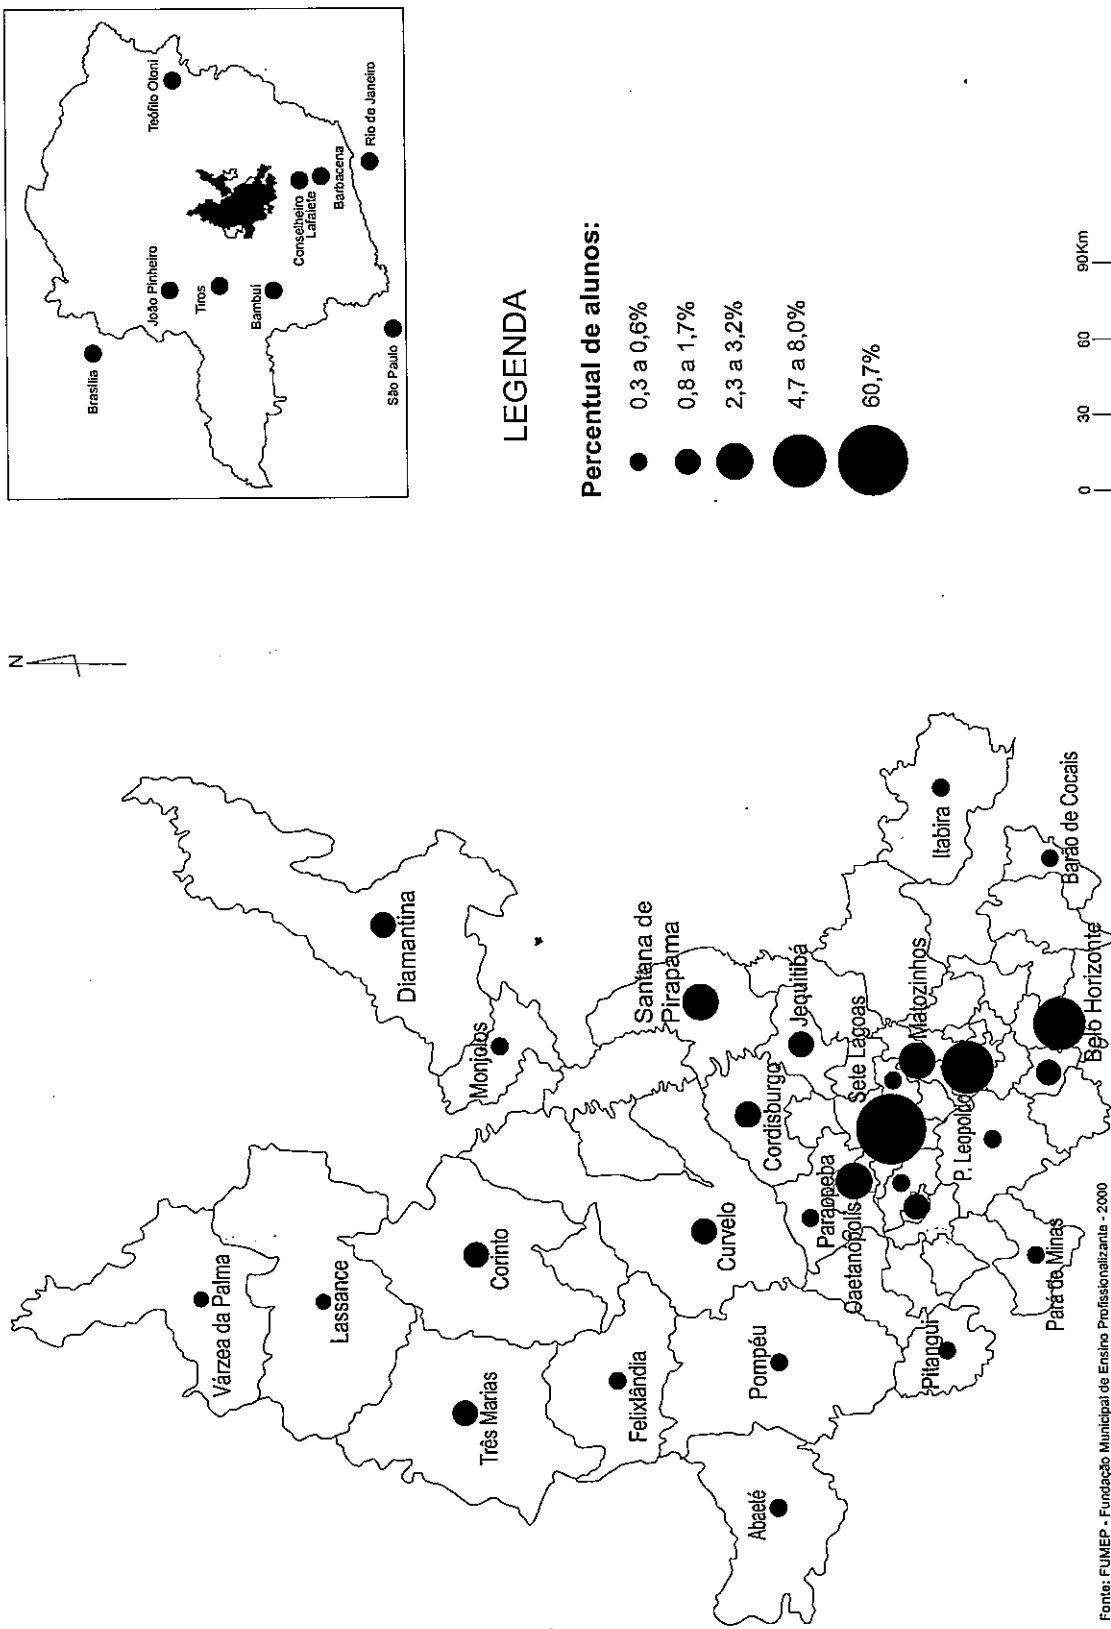 N
Várzea da Palma
Lassance
Três Marias
Corinto
Monjolos
Diamantina
Felixlândia
Curvelo
Santana de
Pirapama
Abaeté
Pompéu
Cordisburgo
Jequitibá
Paraopeba
Caetanópolis
Sete Lagoas
Matozinhos
P. Leopoldo
Pitangui
Pará de Minas
Belo Horizonte
Itabira
Barão de Cocais
Brasília
João Pinheiro
Teófilo Otoni
Tiros
Bambuí
Conselheiro
Lafaiete
Barbacena
São Paulo
Rio de Janeiro
LEGENDA
Percentual de alunos:
0,3 a 0,6%
0,8 a 1,7%
2,3 a 3,2%
4,7 a 8,0%
60,7%
0 30 60 90Km
Fonte: FUMEP - Fundação Municipal de Ensino Profissionalizante - 2000